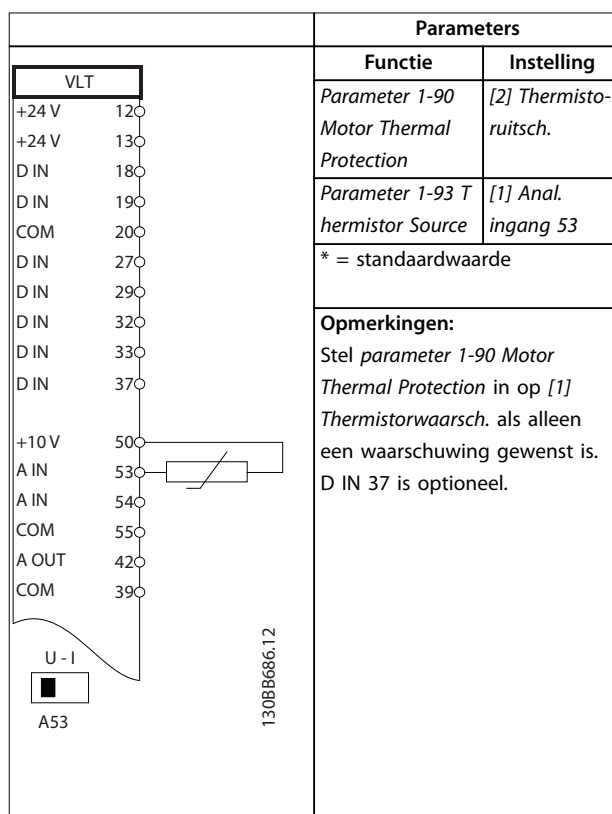 VLT
+24 V 12
+24 V 13
D IN 18
D IN 19
COM 20
D IN 27
D IN 29
D IN 32
D IN 33
D IN 37
+10 V 50
A IN 53
A IN 54
COM 55
A OUT 42
COM 39
U - I
A53
130BB686.12
Parameters
Functie Instelling
Parameter 1-90 [2] Thermisto-
Motor Thermal ruitsch.
Protection
Parameter 1-93 T [1] Anal.
hermistor Source ingang 53
* = standaardwaarde
Opmerkingen:
Stel parameter 1-90 Motor
Thermal Protection in op [1]
Thermistorwaarsch. als alleen
een waarschuwing gewenst is.
D IN 37 is optioneel.